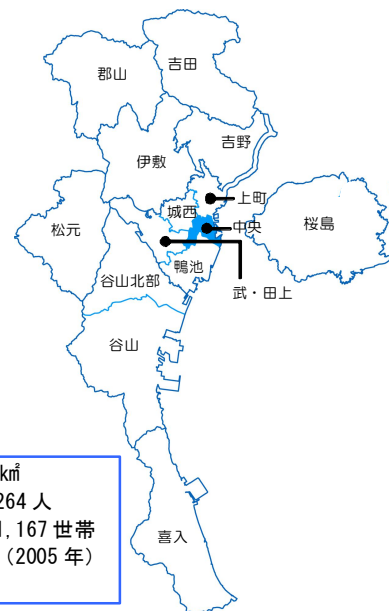 吉田
郡山
吉野
伊敷
上町
城西
中央
松元
桜島
鴨池
谷山北部
武・田上
谷山
k㎡
264 人
,167 世帯
（2005 年）
喜入